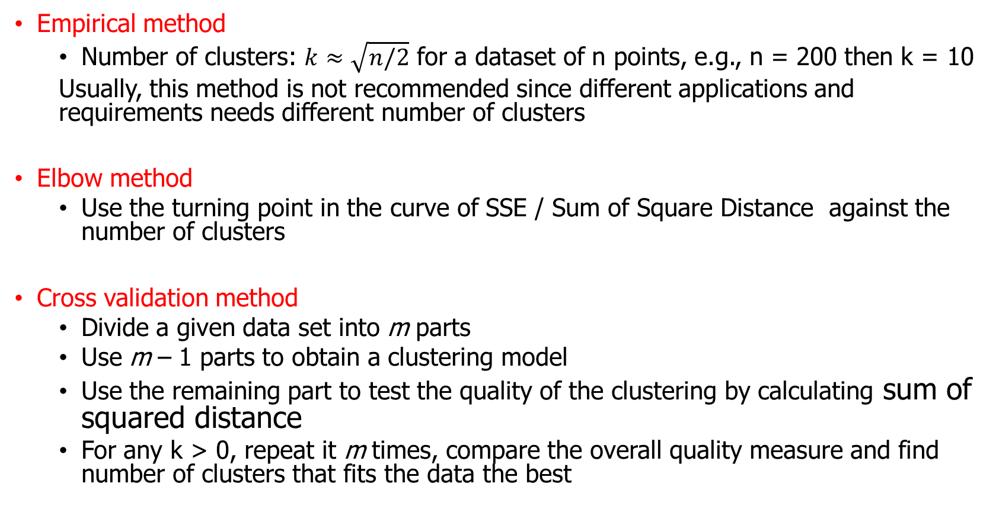 • Empirical method
• Number of clusters: k ≈ √n/2 for a dataset of n points, e.g., n = 200 then k = 10
Usually, this method is not recommended since different applications and
requirements needs different number of clusters
• Elbow method
• Use the turning point in the curve of SSE / Sum of Square Distance against the
number of clusters
• Cross validation method
• Divide a given data set into m parts
• Use m – 1 parts to obtain a clustering model
• Use the remaining part to test the quality of the clustering by calculating sum of
squared distance
• For any k > 0, repeat it m times, compare the overall quality measure and find
number of clusters that fits the data the best